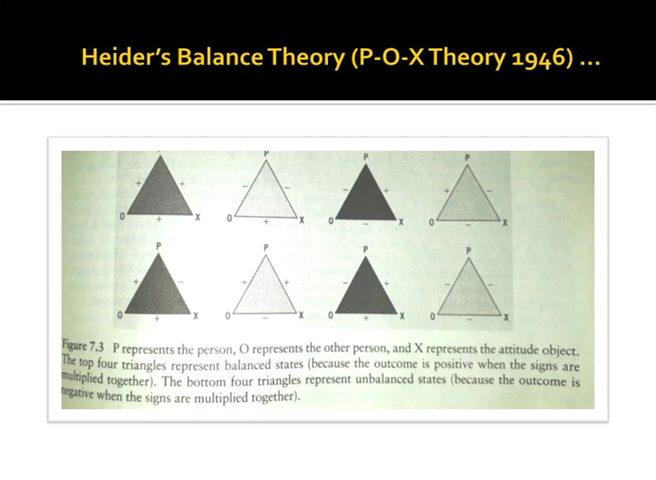 Heider's Balance Theory (P-O-X Theory 1946) ...
P P P
+ + - - - + + -
O + X O + X O - X O - X
P P P P
+ - + + - + - -
O + X O - X O + X O - X
Figure 7.3 P represents the person, O represents the other person, and X represents the attitude object.
The top four triangles represent balanced states (because the outcome is positive when the signs are
multiplied together). The bottom four triangles represent unbalanced states (because the outcome is
negative when the signs are multiplied together).